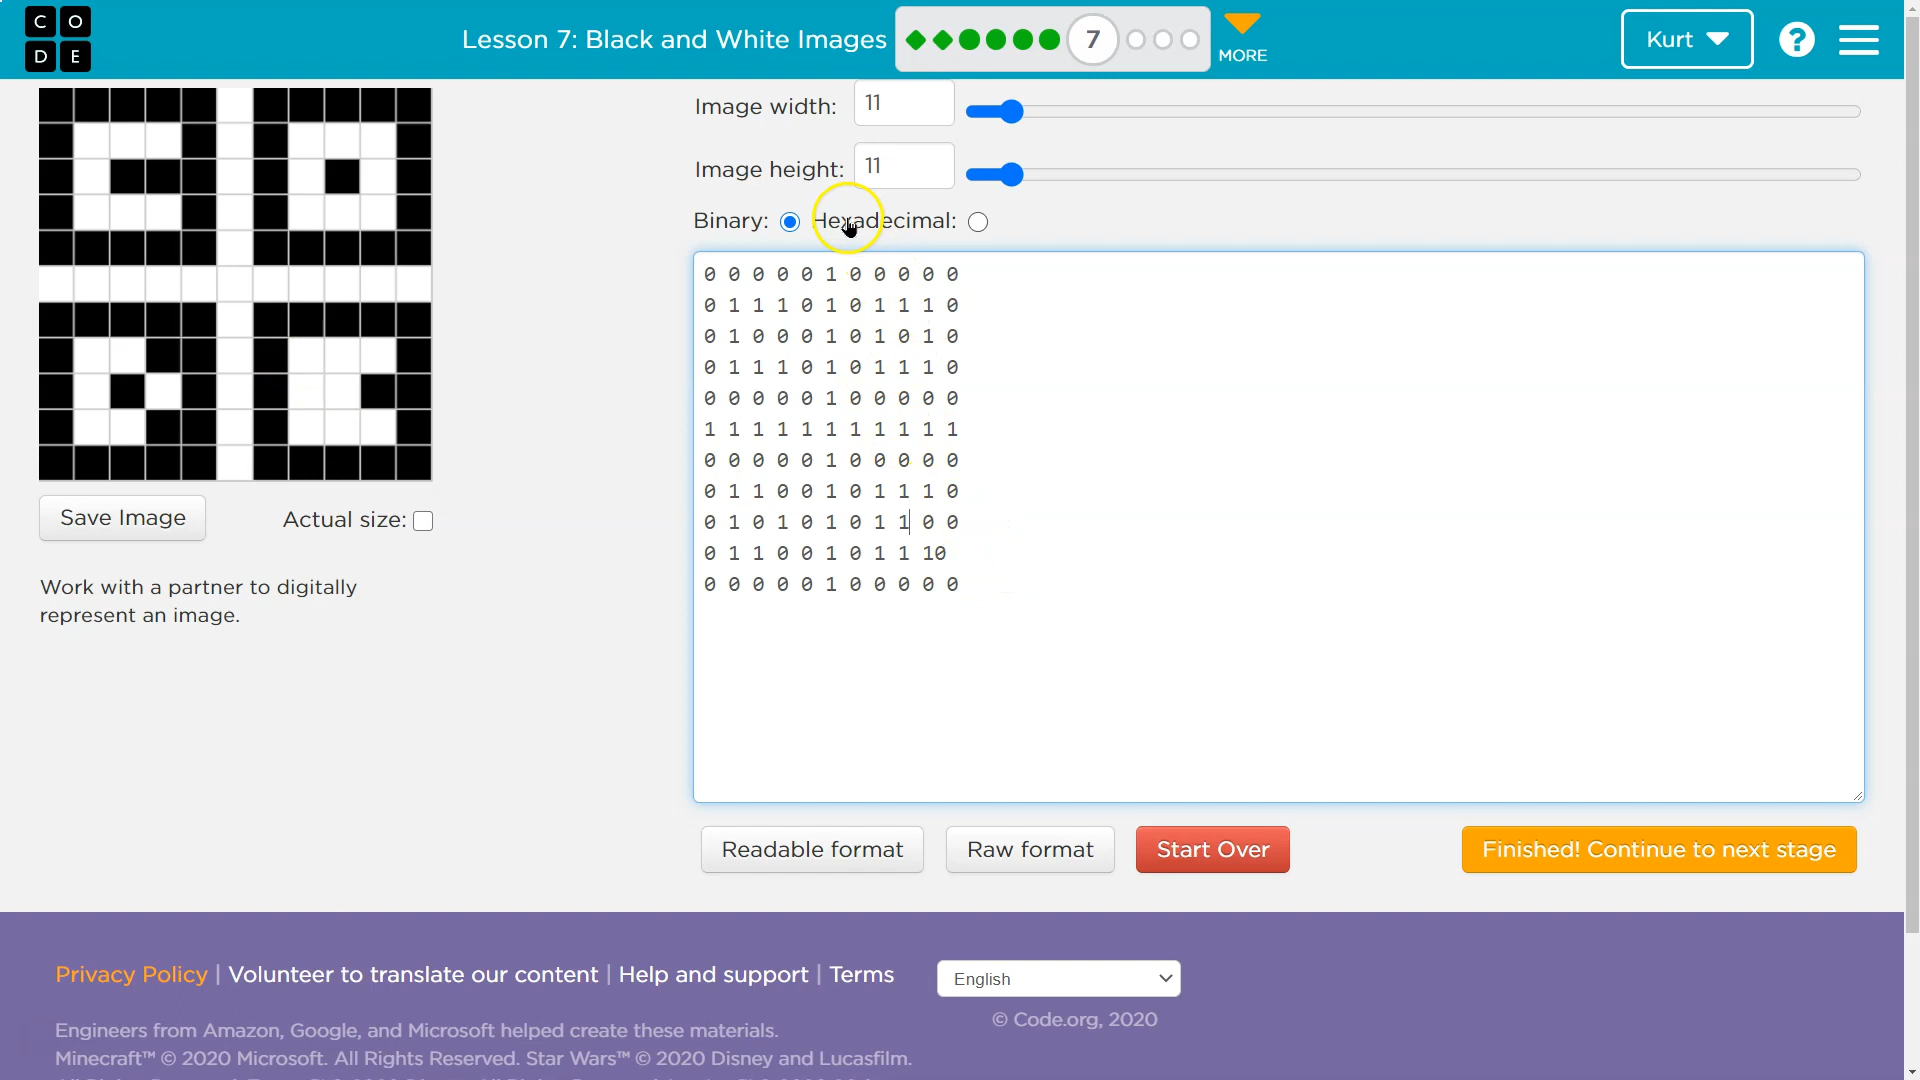 C O
D E
Lesson 7: Black and White Images
7
MORE
Kurt
?
Image width: 11
Image height: 11
Binary: Hexadecimal:
0 0 0 0 0 1 0 0 0 0 0
0 1 1 1 0 1 0 1 1 1 0
0 1 0 0 0 1 0 1 0 1 0
0 1 1 1 0 1 0 1 1 1 0
0 0 0 0 0 1 0 0 0 0 0
1 1 1 1 1 1 1 1 1 1 1
0 0 0 0 0 1 0 0 0 0 0
0 1 1 0 0 1 0 1 1 1 0
0 1 0 1 0 1 0 1 1 0 0
0 1 1 0 0 1 0 1 1 10
0 0 0 0 0 1 0 0 0 0 0
Save Image
Actual size:
Work with a partner to digitally
represent an image.
Readable format
Raw format
Start Over
Finished! Continue to next stage
Privacy Policy | Volunteer to translate our content | Help and support | Terms
English
© Code.org, 2020
Engineers from Amazon, Google, and Microsoft helped create these materials.
Minecraft™ © 2020 Microsoft. All Rights Reserved. Star Wars™ © 2020 Disney and Lucasfilm.